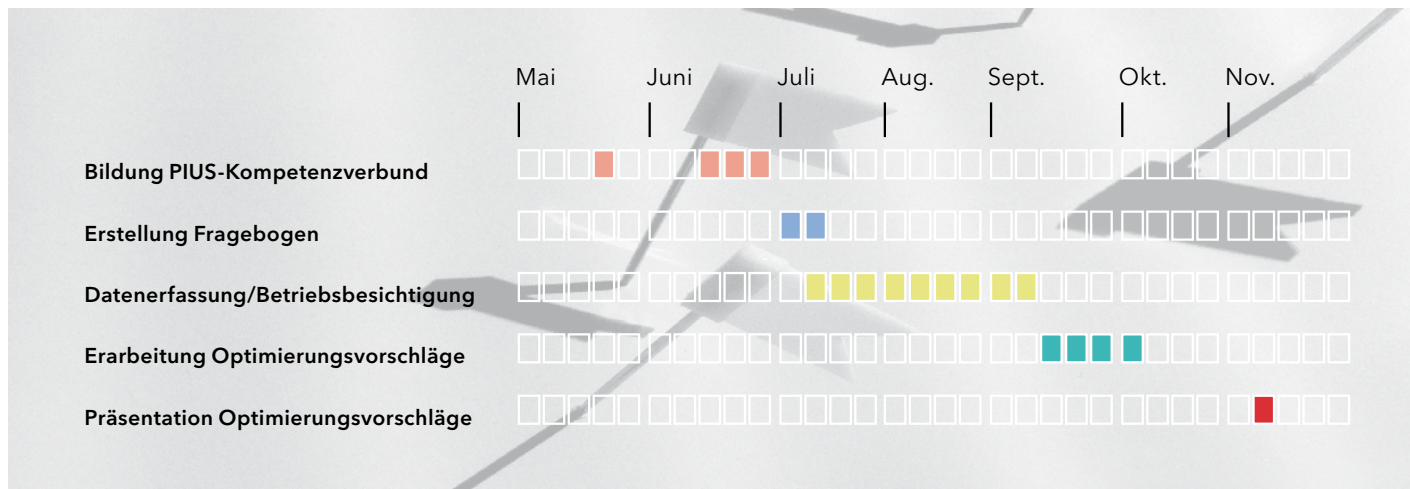 Mai Juni Juli Aug. Sept. Okt. Nov.
Bildung PIUS-Kompetenzverbund
Erstellung Fragebogen
Datenerfassung/Betriebsbesichtigung
Erarbeitung Optimierungsvorschläge
Präsentation Optimierungsvorschläge